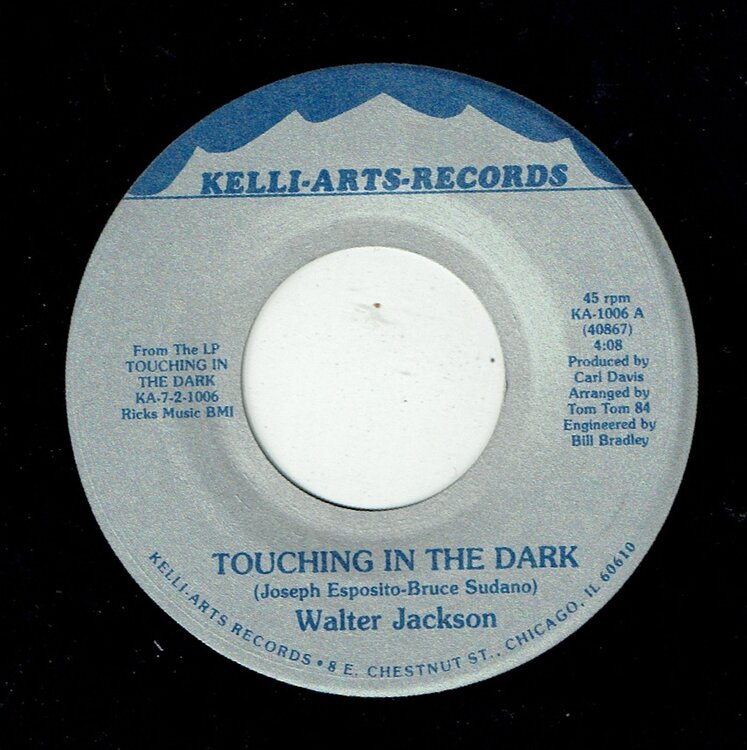 KELLI-ARTS-RECORDS
From The LP
TOUCHING IN
THE DARK
KA-7-2-1006
Ricks Music BMI
45 rpm
KA-1006 A
(40867)
4:08
Produced by
Carl Davis
Arranged by
Tom Tom 84
Engineered by
Bill Bradley
TOUCHING IN THE DARK
(Joseph Esposito-Bruce Sudano)
Walter Jackson
KELLI-ARTS RECORDS • 8 E. CHESTNUT ST., CHICAGO, IL 60610